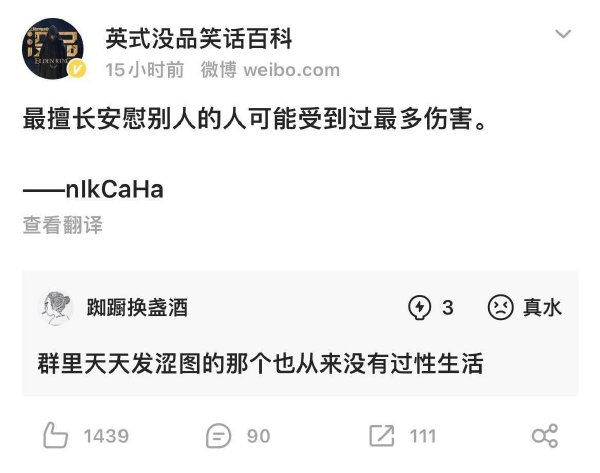 英式没品笑话百科
15小时前 微博 weibo.com
最擅长安慰别人的人可能受到过最多伤害。
——nlkCaHa
查看翻译
踟蹰换盏酒
3
真水
群里天天发涩图的那个也从来没有过性生活
1439
90
111